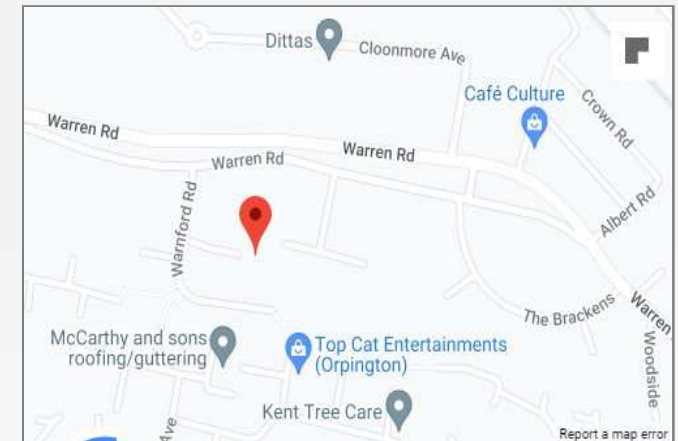 Dittas
Cloonmore Ave
Café Culture
Crown Rd
Warren Rd
Warren Rd
Warren Rd
Albert Rd
Warnford Rd
The Brackens
Warren
Woodside
McCarthy and sons
roofing/guttering
Top Cat Entertainments
(Orpington)
Kent Tree Care
Ave
Report a map error